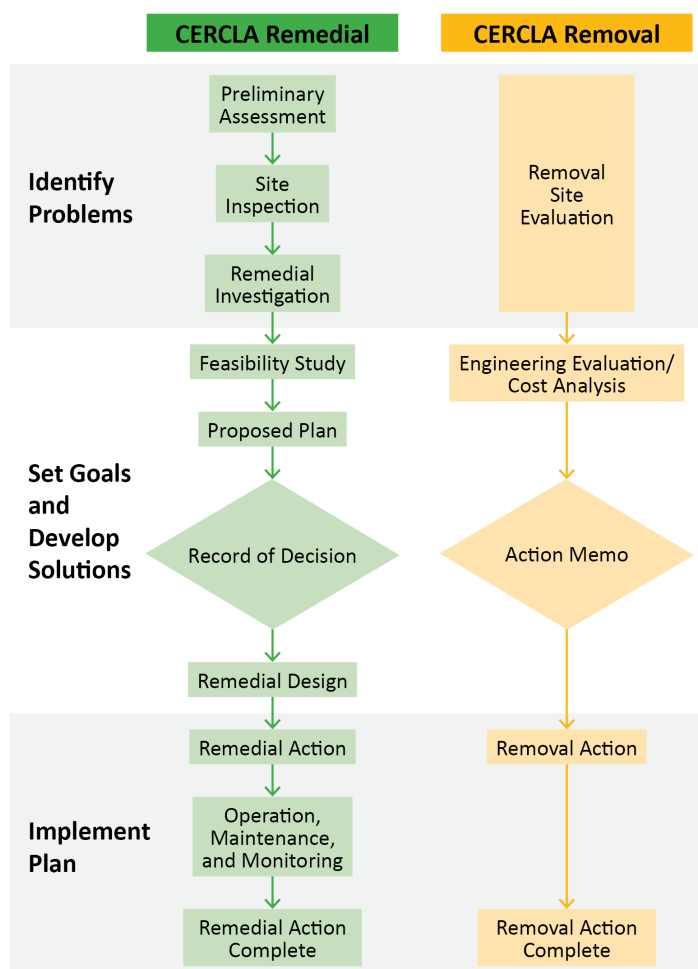 CERCLA Remedial
CERCLA Removal
Identify
Problems
Preliminary
Assessment
Site
Inspection
Remedial
Investigation
Removal
Site
Evaluation
Set Goals
and
Develop
Solutions
Feasibility Study
Proposed Plan
Record of Decision
Remedial Design
Engineering Evaluation/
Cost Analysis
Action Memo
Implement
Plan
Remedial Action
Operation,
Maintenance,
and Monitoring
Remedial Action
Complete
Removal Action
Removal Action
Complete